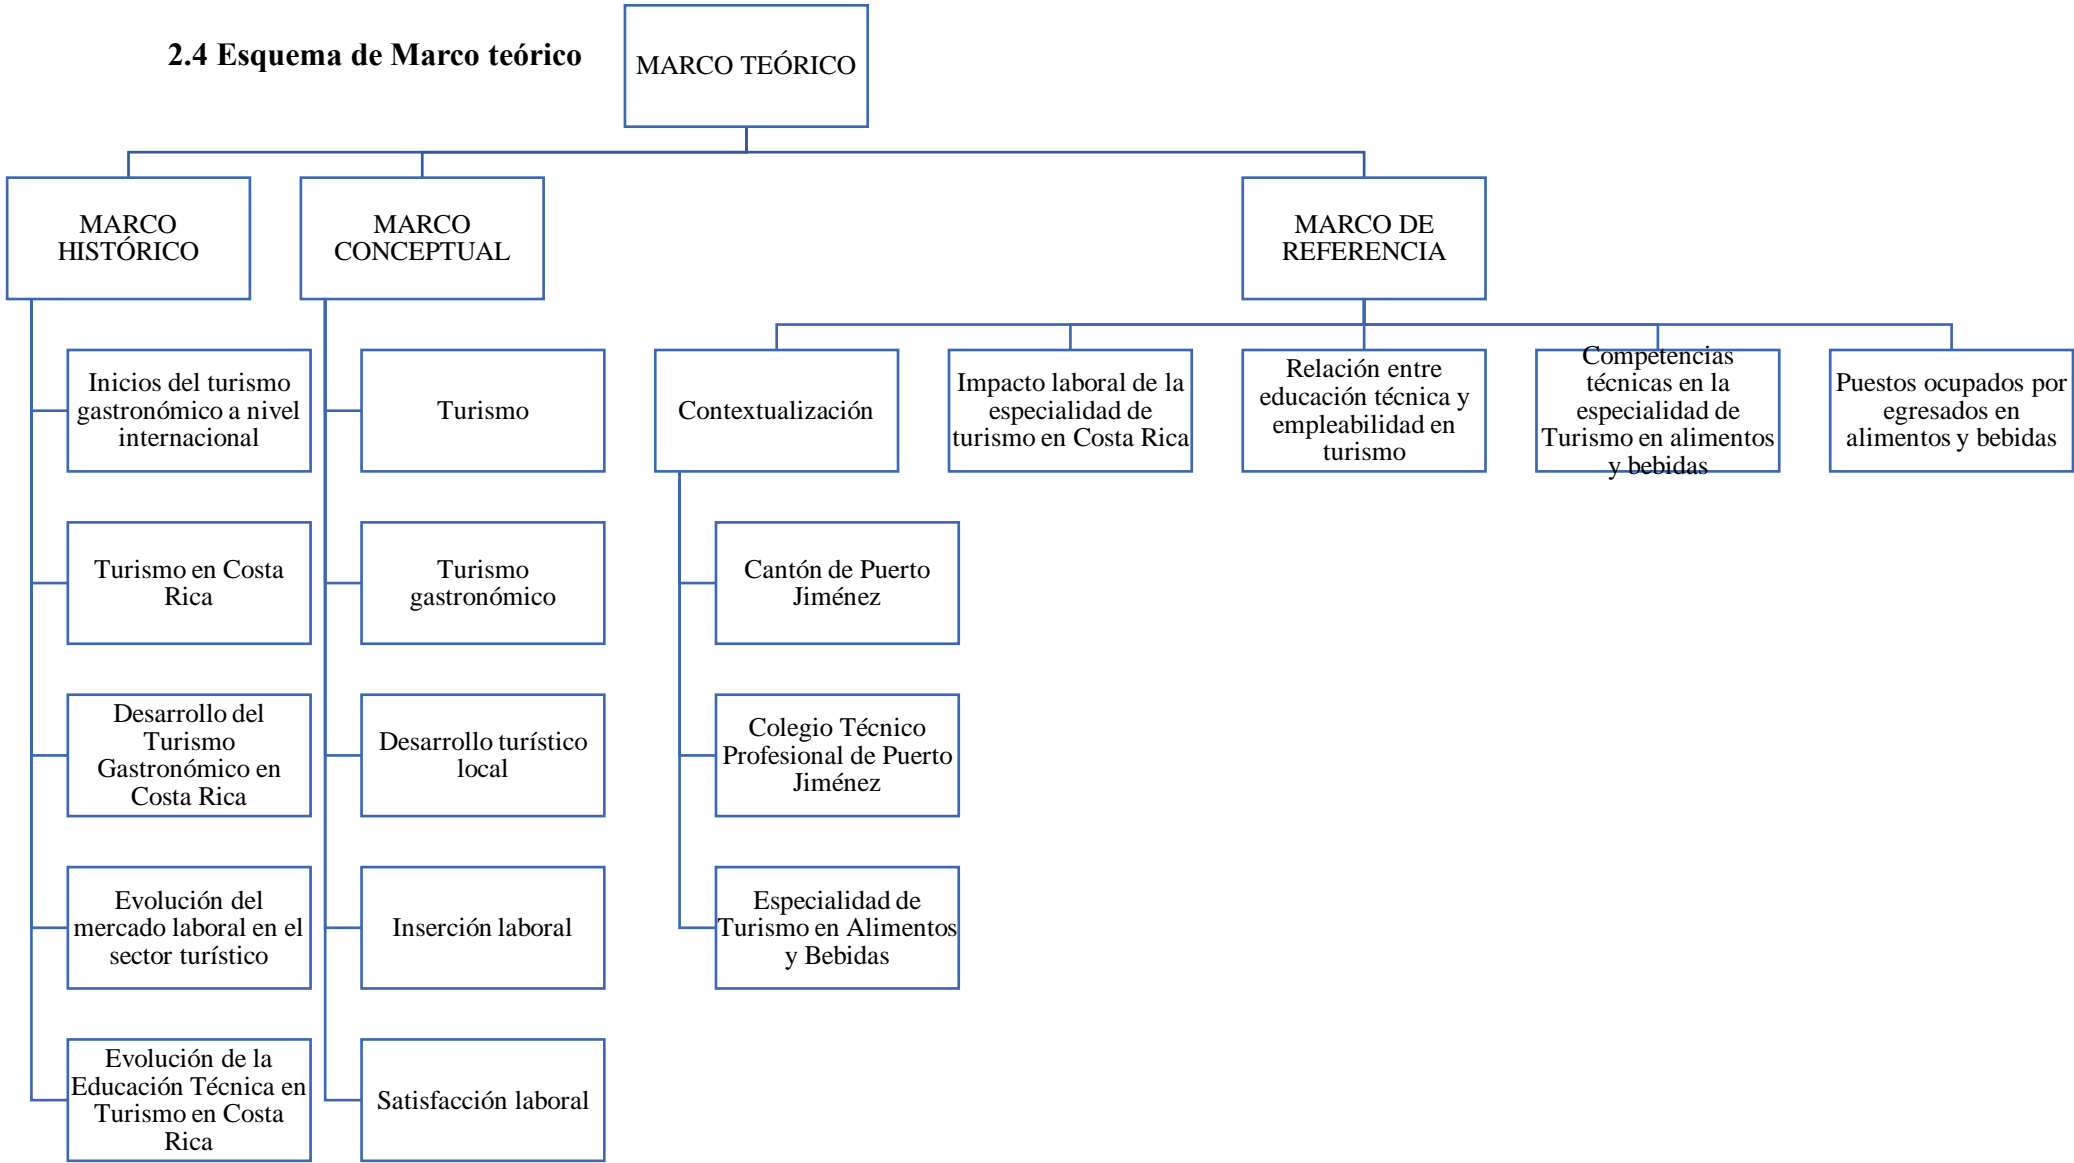 2.4 Esquema de Marco teórico
MARCO TEÓRICO
MARCO
HISTÓRICO
Inicios del turismo
gastronómico a nivel
internacional
Turismo en Costa
Rica
Desarrollo del
Turismo
Gastronómico en
Costa Rica
Evolución del
mercado laboral en el
sector turístico
Evolución de la
Educación Técnica en
Turismo en Costa
Rica
MARCO
CONCEPTUAL
Turismo
Turismo
gastronómico
Desarrollo turístico
local
Inserción laboral
Satisfacción laboral
MARCO DE
REFERENCIA
Contextualización
Cantón de Puerto
Jiménez
Colegio Técnico
Profesional de Puerto
Jiménez
Especialidad de
Turismo en Alimentos
y Bebidas
Impacto laboral de la
especialidad de
turismo en Costa Rica
Relación entre
educación técnica y
empleabilidad en
turismo
Competencias
técnicas en la
especialidad de
Turismo en alimentos
y bebidas
Puestos ocupados por
egresados en
alimentos y bebidas